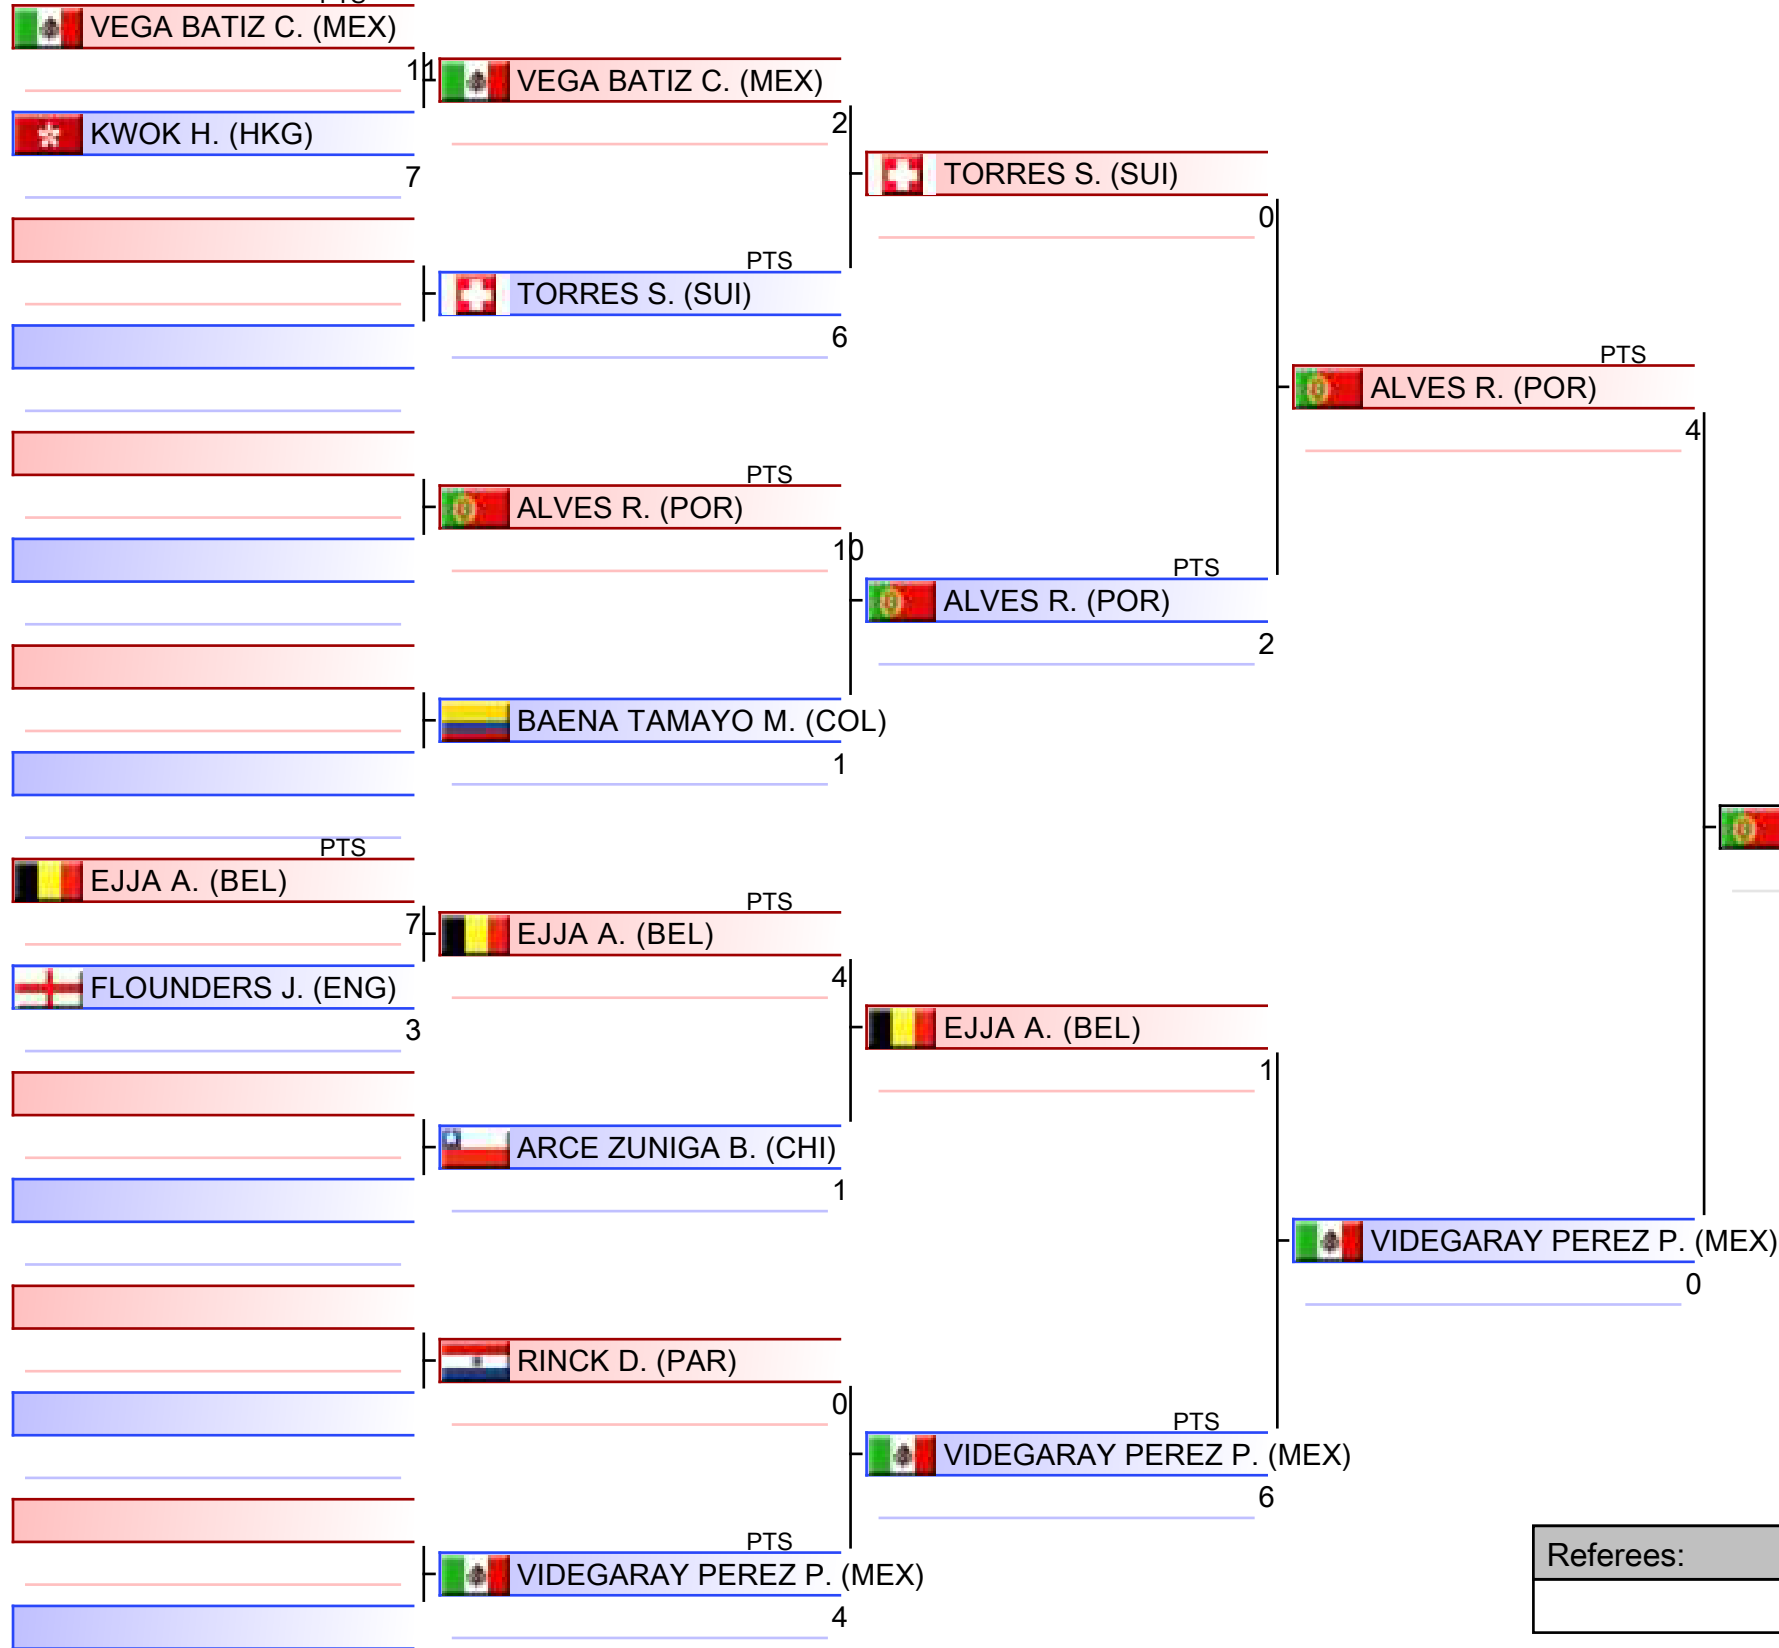 PTS
VEGA BATIZ C. (MEX)
11
KWOK H. (HKG)
7
PTS
EJJA A. (BEL)
7
FLOUNDERS J. (ENG)
3
VEGA BATIZ C. (MEX)
2
PTS
TORRES S. (SUI)
6
PTS
ALVES R. (POR)
10
BAENA TAMAYO M. (COL)
1
PTS
EJJA A. (BEL)
4
ARCE ZUNIGA B. (CHI)
1
RINCK D. (PAR)
0
PTS
VIDEGARAY PEREZ P. (MEX)
4
TORRES S. (SUI)
0
PTS
ALVES R. (POR)
2
EJJA A. (BEL)
1
PTS
VIDEGARAY PEREZ P. (MEX)
6
PTS
ALVES R. (POR)
4
VIDEGARAY PEREZ P. (MEX)
0
Referees: